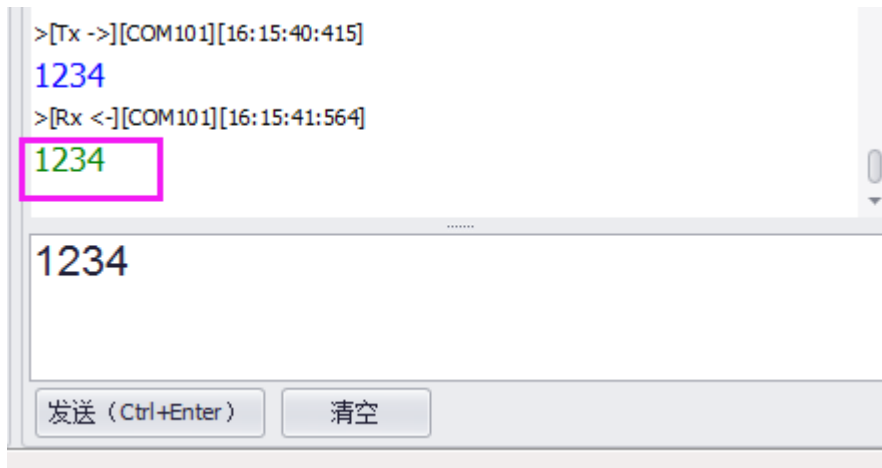 >[Tx ->][COM101][16:15:40:415]
1234
>[Rx <-][COM101][16:15:41:564]
1234
1234
发送（Ctrl+Enter） 清空